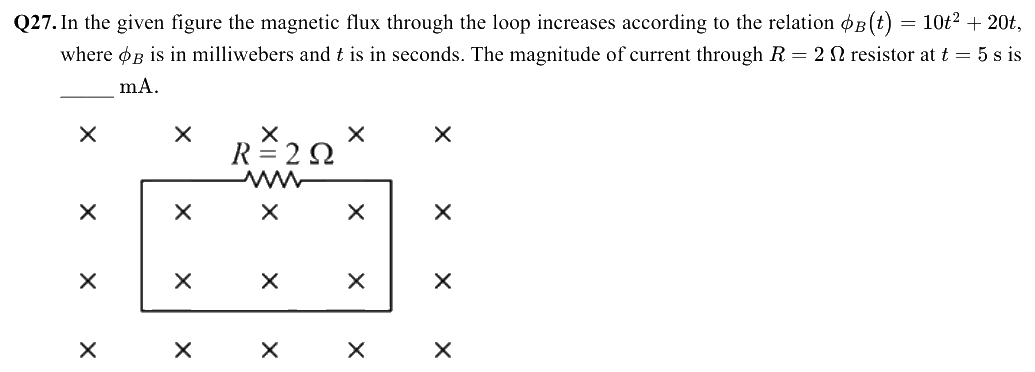 Q27. In the given figure the magnetic flux through the loop increases according to the relation ϕ_B(t) = 10t² + 20t,
where ϕ_B is in milliwebers and t is in seconds. The magnitude of current through R = 2 Ω resistor at t = 5 s is
_____ mA.
× × × × ×
R = 2 Ω
× × × × ×
× × × × ×
× × × × ×